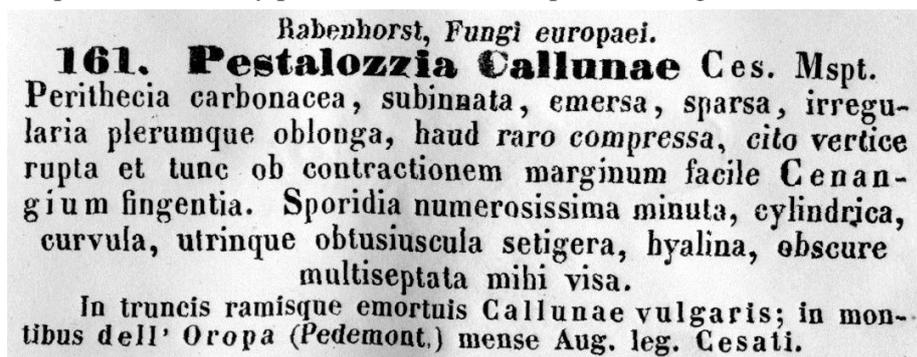 Rabenhorst, Fungi europaei.
161. Pestalozzia Callunae Ces. Mspt.
Perithecia carbonacea, subinnata, emersa, sparsa, irregu-
laria plerumque oblonga, haud raro compressa, cito vertice
rupta et tunc ob contractionem marginum facile Cenan-
gium fingentia. Sporidia numerosissima minuta, cylindrica,
curvula, utrinque obtusiuscula setigera, hyalina, obscure
multiseptata mihi visa.
In truncis ramisque emortuis Callunae vulgaris; in mon-
tibus dell' Oropa (Pedemont.) mense Aug. leg. Cesati.